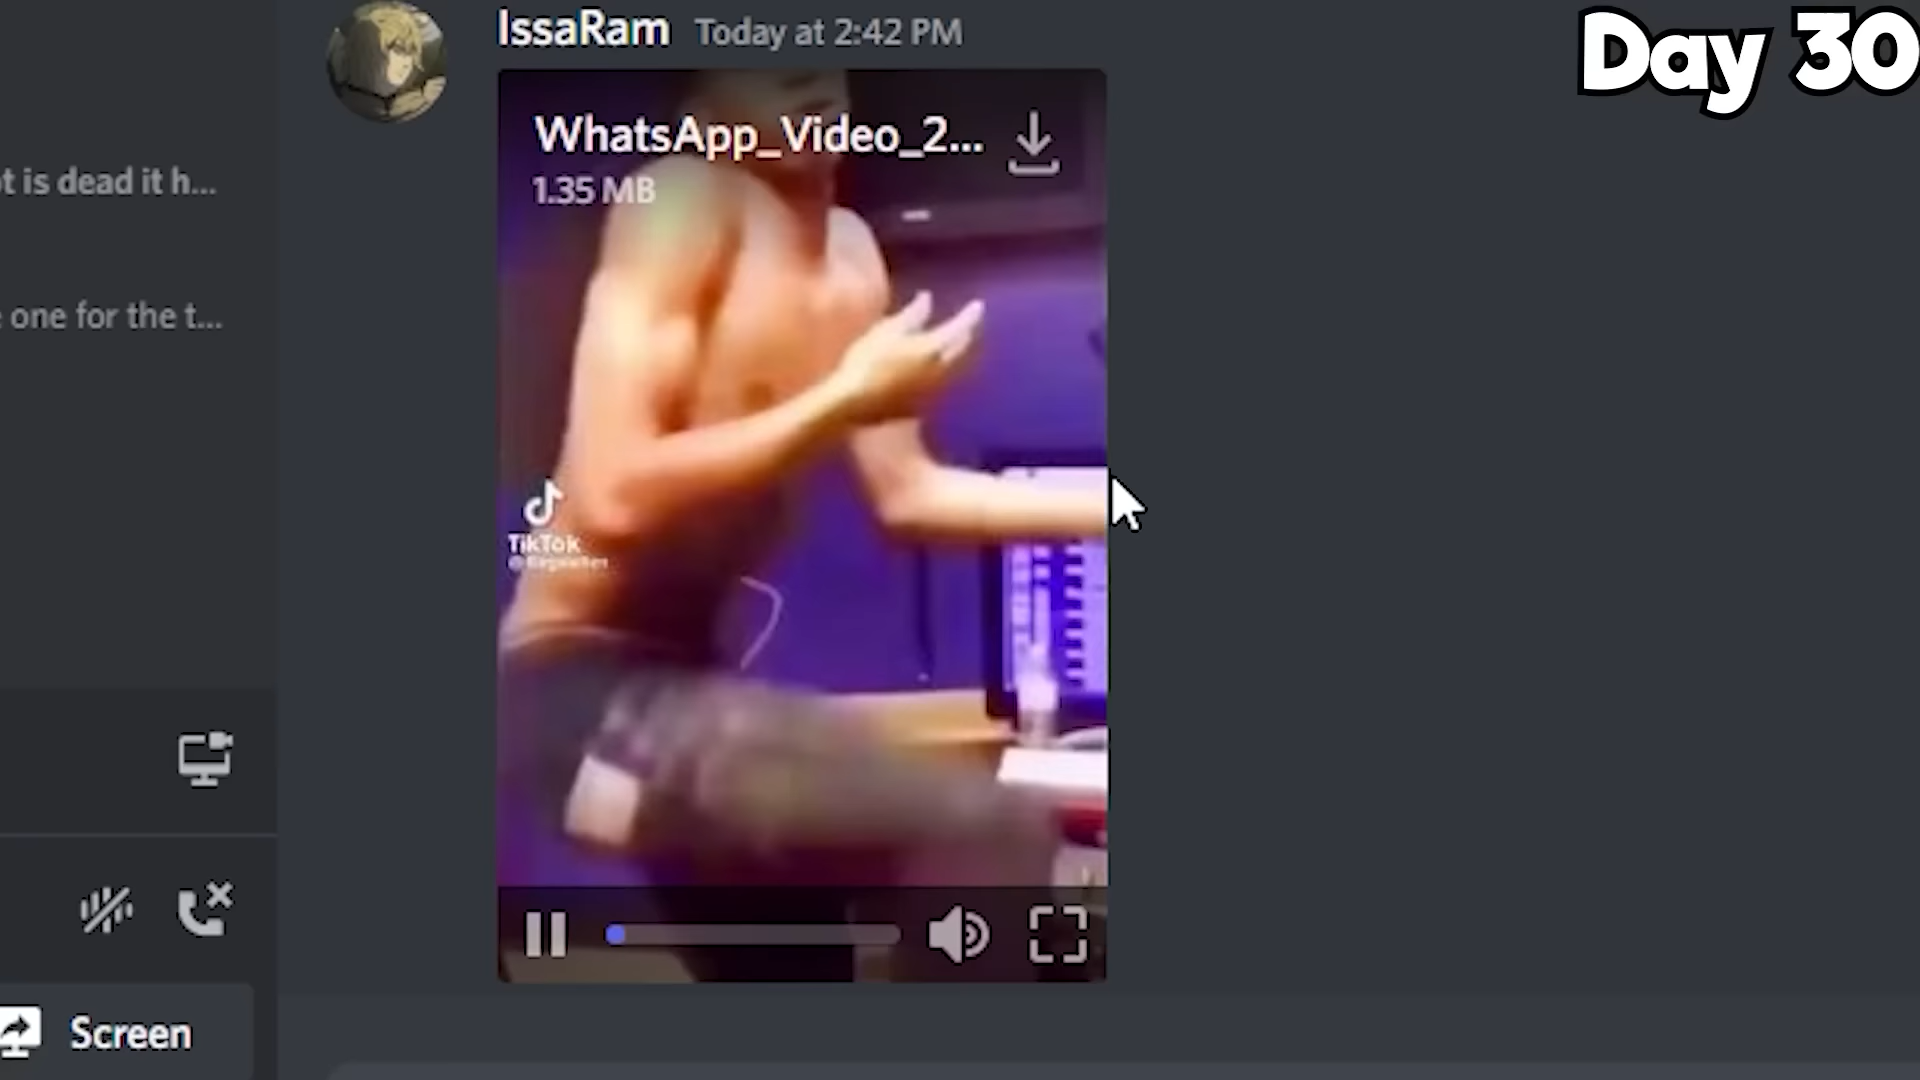 IssaRam Today at 2:42 PM
Day 30
WhatsApp_Video_2...
1.35 MB
t is dead it h...
one for the t...
TikTok
Screen